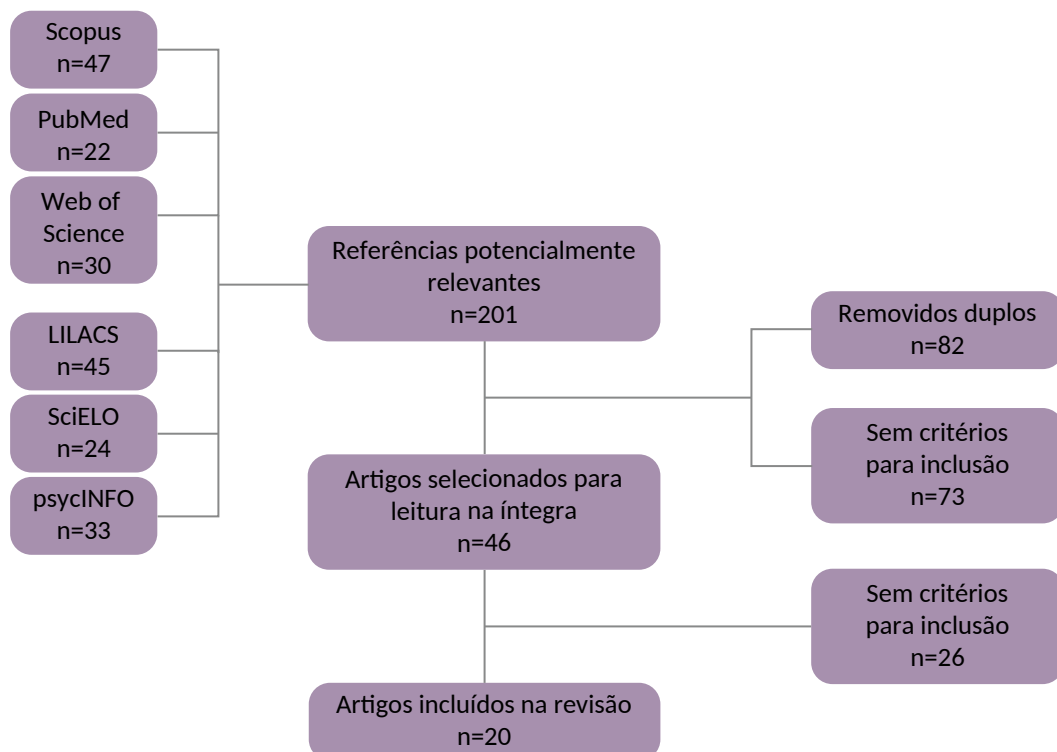 Scopus
n=47
PubMed
n=22
Web of
Science
n=30
LILACS
n=45
SciELO
n=24
psycINFO
n=33
Referências potencialmente
relevantes
n=201
Removidos duplos
n=82
Sem critérios
para inclusão
n=73
Artigos selecionados para
leitura na íntegra
n=46
Sem critérios
para inclusão
n=26
Artigos incluídos na revisão
n=20